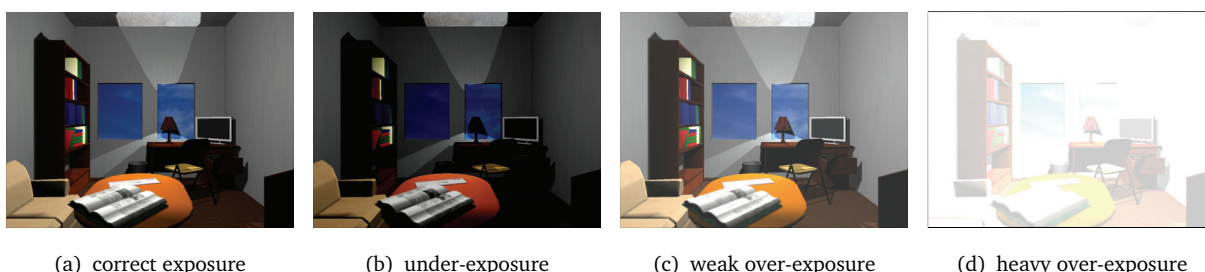 (a) correct exposure
(b) under-exposure
(c) weak over-exposure
(d) heavy over-exposure